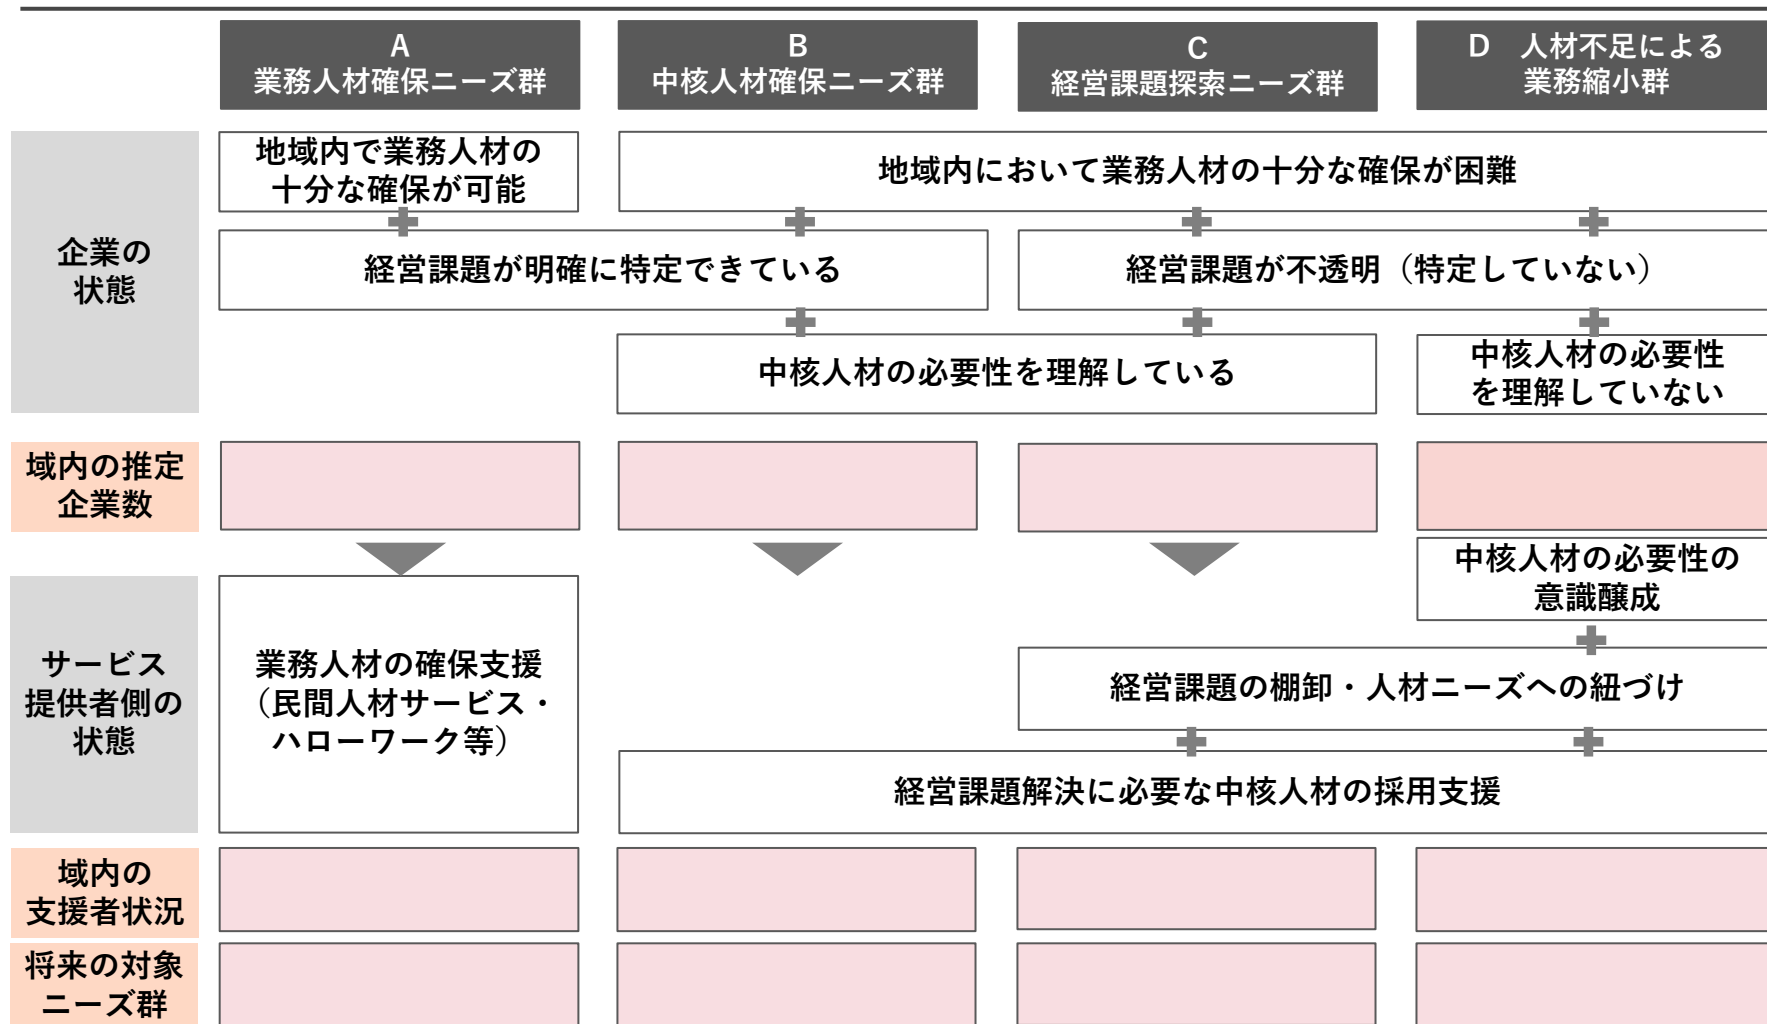 A
業務人材確保ニーズ群
B
中核人材確保ニーズ群
C
経営課題探索ニーズ群
D 人材不足による
業務縮小群
企業の
状態
地域内で業務人材の
十分な確保が可能
地域内において業務人材の十分な確保が困難
経営課題が明確に特定できている
経営課題が不透明（特定していない）
中核人材の必要性を理解している
中核人材の必要性
を理解していない
域内の推定
企業数
サービス
提供者側の
状態
業務人材の確保支援
（民間人材サービス・
ハローワーク等）
中核人材の必要性の
意識醸成
経営課題の棚卸・人材ニーズへの紐づけ
経営課題解決に必要な中核人材の採用支援
域内の
支援者状況
将来の対象
ニーズ群